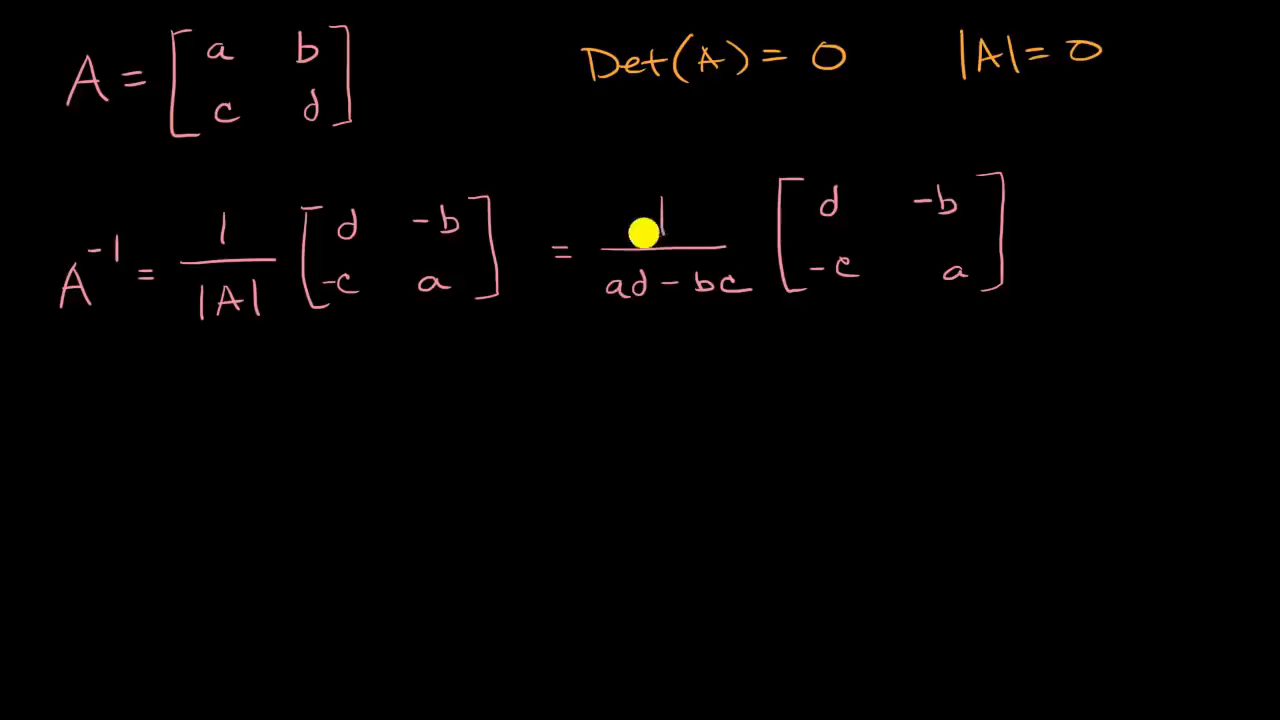 A = [ a b
c d ] Det(A) = 0 |A| = 0
A⁻¹ = 1/|A| [ d -b
-c a ] = 1/(ad - bc) [ d -b
-c a ]